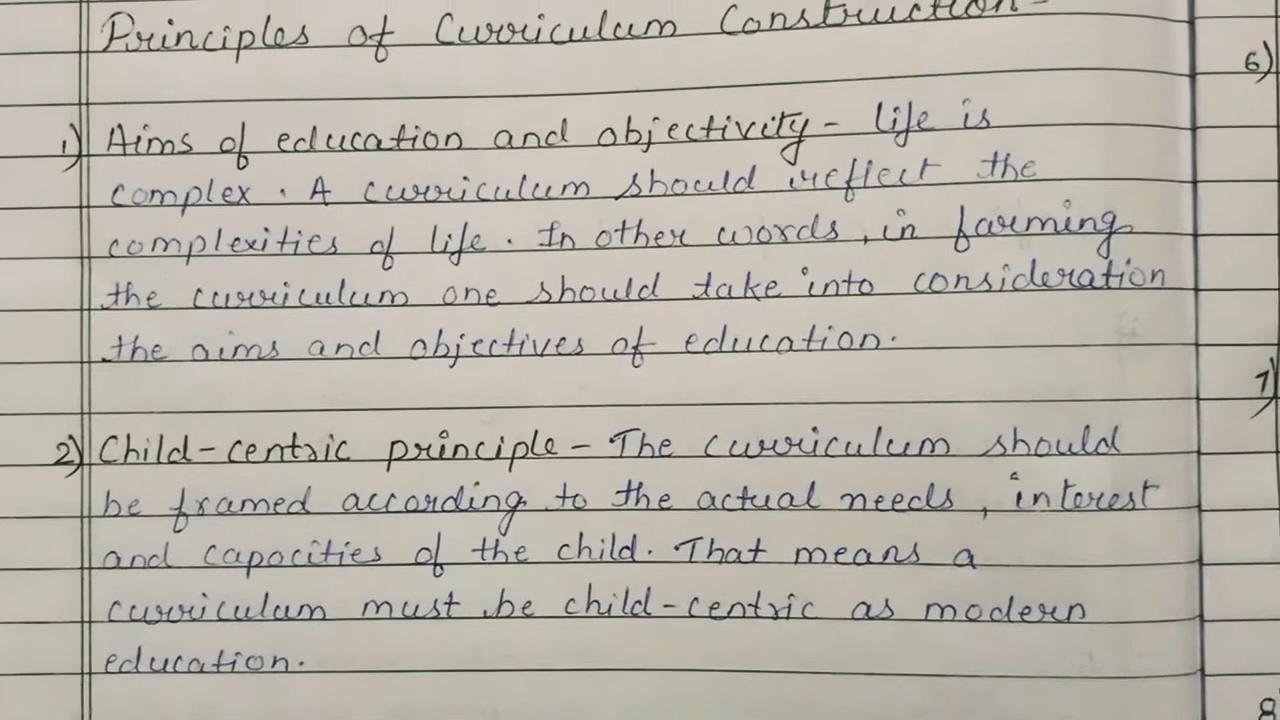 Principles of Curriculum Construction-
1) Aims of education and objectivity - life is
complex. A curriculum should reflect the
complexities of life. In other words, in farming
the curriculum one should take into consideration
the aims and objectives of education.
2) Child-centric principle - The curriculum should
be framed according to the actual needs, interest
and capacities of the child. That means a
curriculum must be child-centric as modern
education.
6)
7)
8